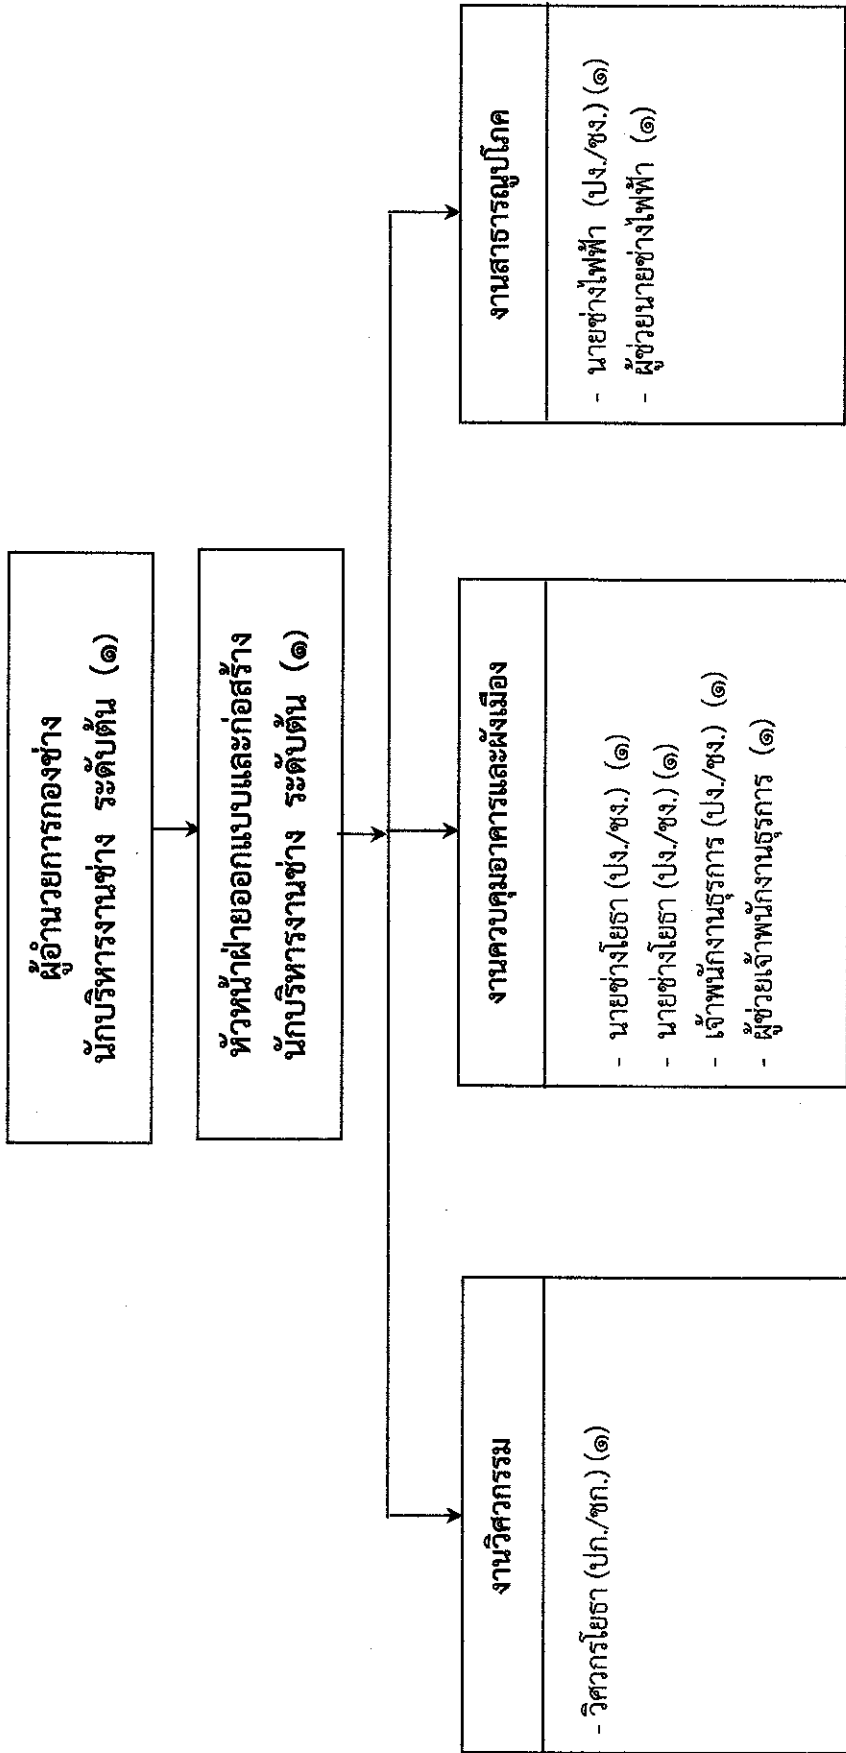 ผู้อำนวยการกองช่าง
นักบริหารงานช่าง ระดับต้น (๑)
หัวหน้าฝ่ายออกแบบและก่อสร้าง
นักบริหารงานช่าง ระดับต้น (๑)
งานวิศวกรรม
- วิศวกรโยธา (ปก./ชก.) (๑)
งานควบคุมอาคารและผังเมือง
- นายช่างโยธา (ปง./ชง.) (๑)
- นายช่างโยธา (ปง./ชง.) (๑)
- เจ้าพนักงานธุรการ (ปง./ชง.) (๑)
- ผู้ช่วยเจ้าพนักงานธุรการ (๑)
งานสาธารณูปโภค
- นายช่างไฟฟ้า (ปง./ชง.) (๑)
- ผู้ช่วยนายช่างไฟฟ้า (๑)